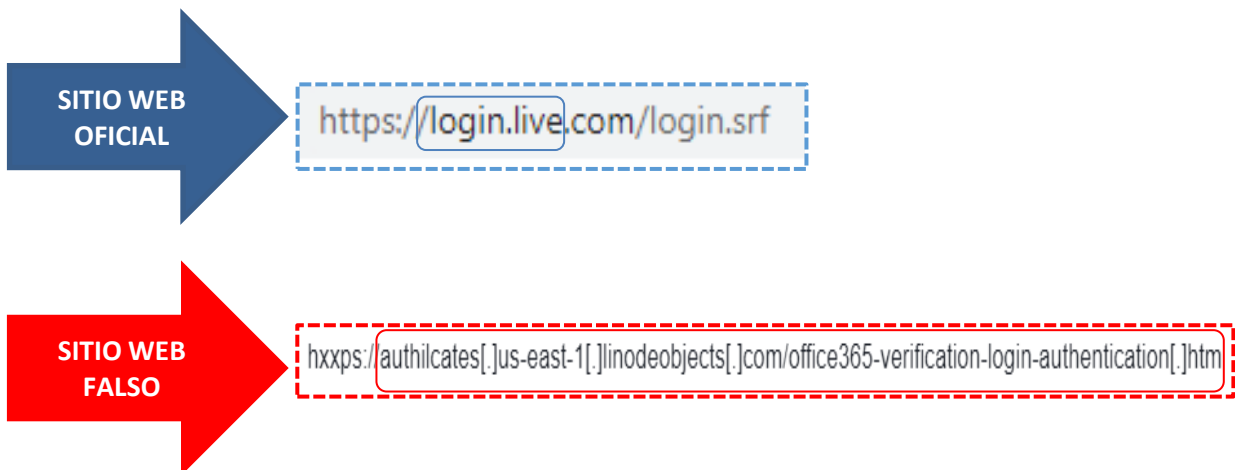 SITIO WEB
OFICIAL
https://login.live.com/login.srf
SITIO WEB
FALSO
hxxps://authilcates[.]us-east-1[.]linodeobjects[.]com/office365-verification-login-authentication[.]htm